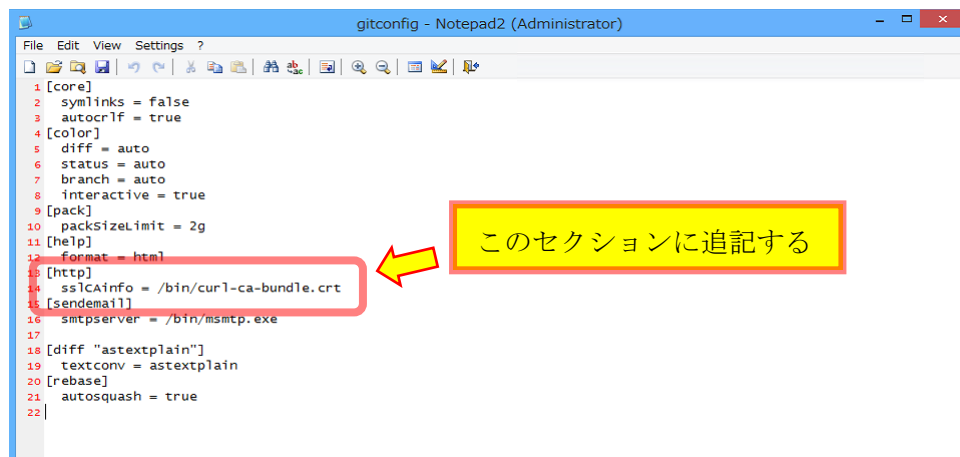 gitconfig - Notepad2 (Administrator)
File Edit View Settings ?
1 [core]
2 symlinks = false
3 autocrlf = true
4 [color]
5 diff = auto
6 status = auto
7 branch = auto
8 interactive = true
9 [pack]
10 packSizeLimit = 2g
11 [help]
12 format = html
13 [http]
14 sslCAinfo = /bin/curl-ca-bundle.crt
15 [sendemail]
16 smtpserver = /bin/msmtp.exe
17
18 [diff "astextplain"]
19 textconv = astextplain
20 [rebase]
21 autosquash = true
22
このセクションに追記する